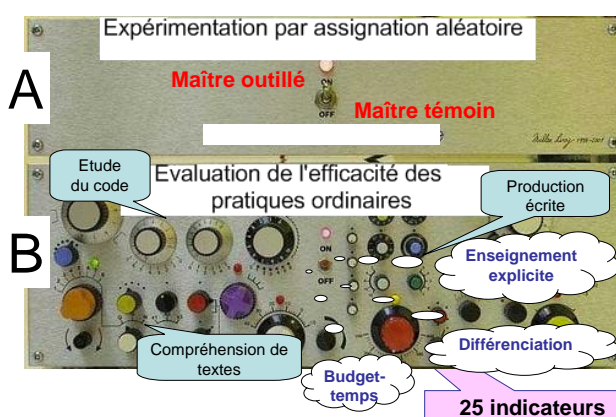 Expérimentation par assignation aléatoire
A
Maître outillé
ON
OFF
Maître témoin
Etude
du code
Evaluation de l'efficacité des
pratiques ordinaires
Production
écrite
B
ON
OFF
Enseignement
explicite
Compréhension de
textes
Budget-
temps
Différenciation
25 indicateurs